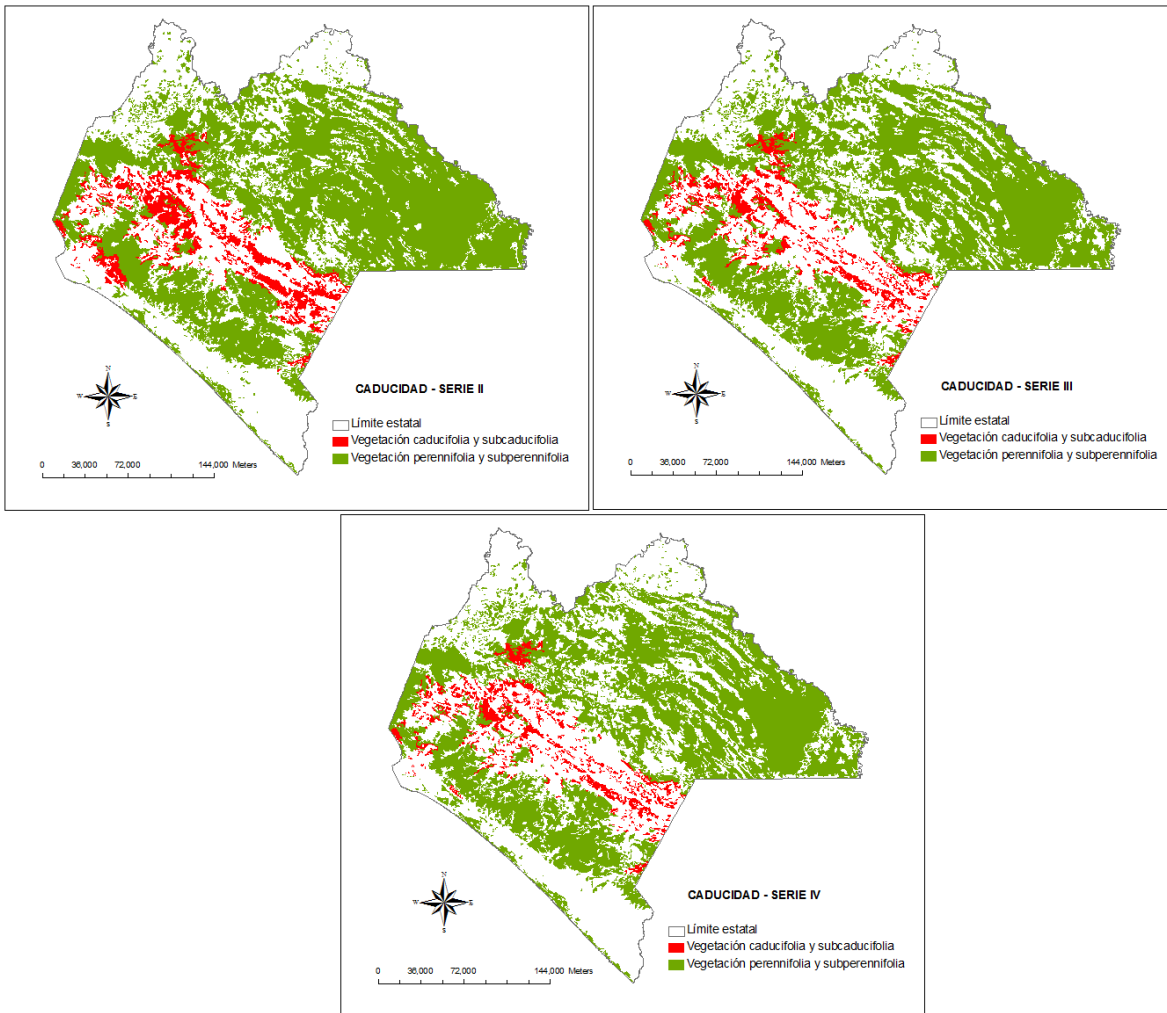 N
W
E
S
CADUCIDAD - SERIE II
Límite estatal
Vegetación caducifolia y subcaducifolia
Vegetación perennifolia y subperennifolia
0 36,000 72,000 144,000 Meters
N
W
E
S
CADUCIDAD - SERIE III
Límite estatal
Vegetación caducifolia y subcaducifolia
Vegetación perennifolia y subperennifolia
0 36,000 72,000 144,000 Meters
N
W
E
S
CADUCIDAD - SERIE IV
Límite estatal
Vegetación caducifolia y subcaducifolia
Vegetación perennifolia y subperennifolia
0 36,000 72,000 144,000 Meters